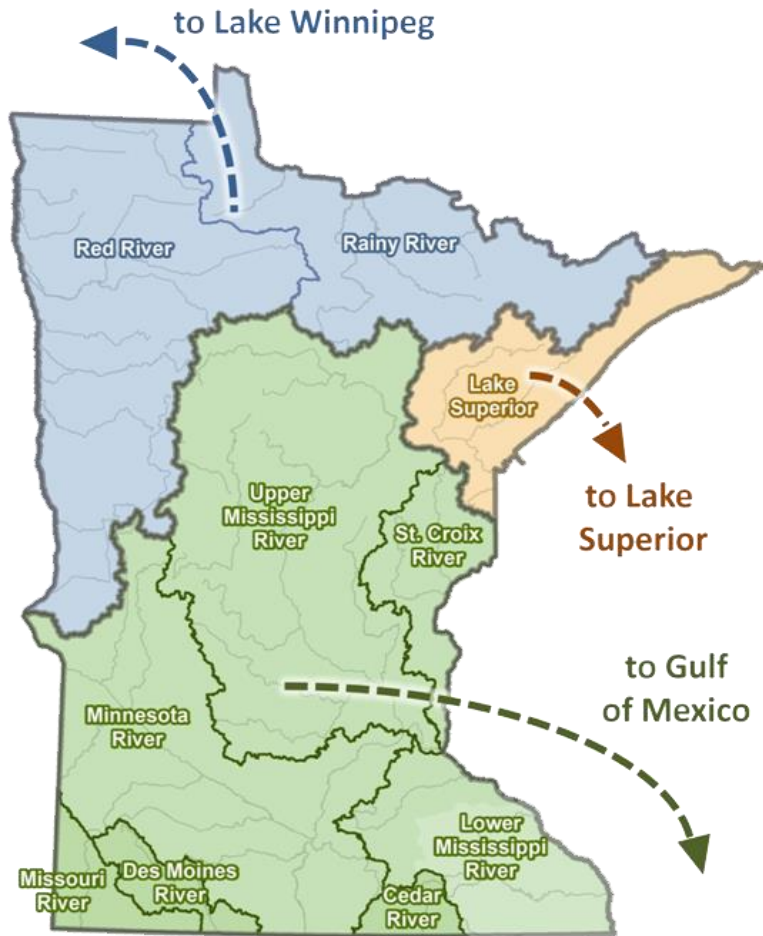 to Lake Winnipeg
Red River
Rainy River
Lake
Superior
to Lake
Superior
Upper
Mississippi
River
St. Croix
River
to Gulf
of Mexico
Minnesota
River
Lower
Mississippi
River
Missouri
River
Des Moines
River
Cedar
River